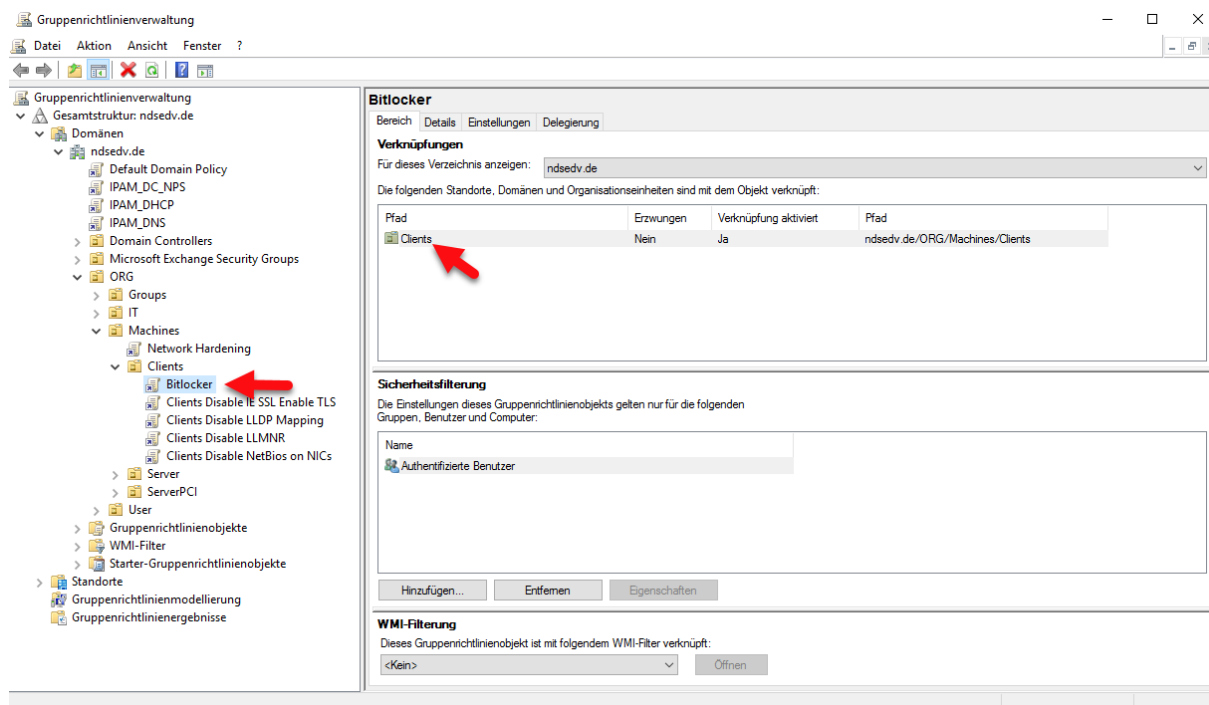 Gruppenrichtlinienverwaltung
Datei Aktion Ansicht Fenster ?
Gruppenrichtlinienverwaltung
Gesamtstruktur: ndsedv.de
Domänen
ndsedv.de
Default Domain Policy
IPAM_DC_NPS
IPAM_DHCP
IPAM_DNS
Domain Controllers
Microsoft Exchange Security Groups
ORG
Groups
IT
Machines
Network Hardening
Clients
Bitlocker
Clients Disable IE SSL Enable TLS
Clients Disable LLDP Mapping
Clients Disable LLMNR
Clients Disable NetBios on NICs
Server
ServerPCI
User
Gruppenrichtlinienobjekte
WMI-Filter
Starter-Gruppenrichtlinienobjekte
Standorte
Gruppenrichtlinienmodellierung
Gruppenrichtlinienergebnisse
Bitlocker
Bereich Details Einstellungen Delegierung
Verknüpfungen
Für dieses Verzeichnis anzeigen: ndsedv.de
Die folgenden Standorte, Domänen und Organisationseinheiten sind mit dem Objekt verknüpft:
Pfad Erzwungen Verknüpfung aktiviert Pfad
Clients Nein Ja ndsedv.de/ORG/Machines/Clients
Sicherheitsfilterung
Die Einstellungen dieses Gruppenrichtlinienobjekts gelten nur für die folgenden
Gruppen, Benutzer und Computer:
Name
Authentifizierte Benutzer
Hinzufügen... Entfernen Eigenschaften
WMI-Filterung
Dieses Gruppenrichtlinienobjekt ist mit folgendem WMI-Filter verknüpft:
<Kein> Öffnen